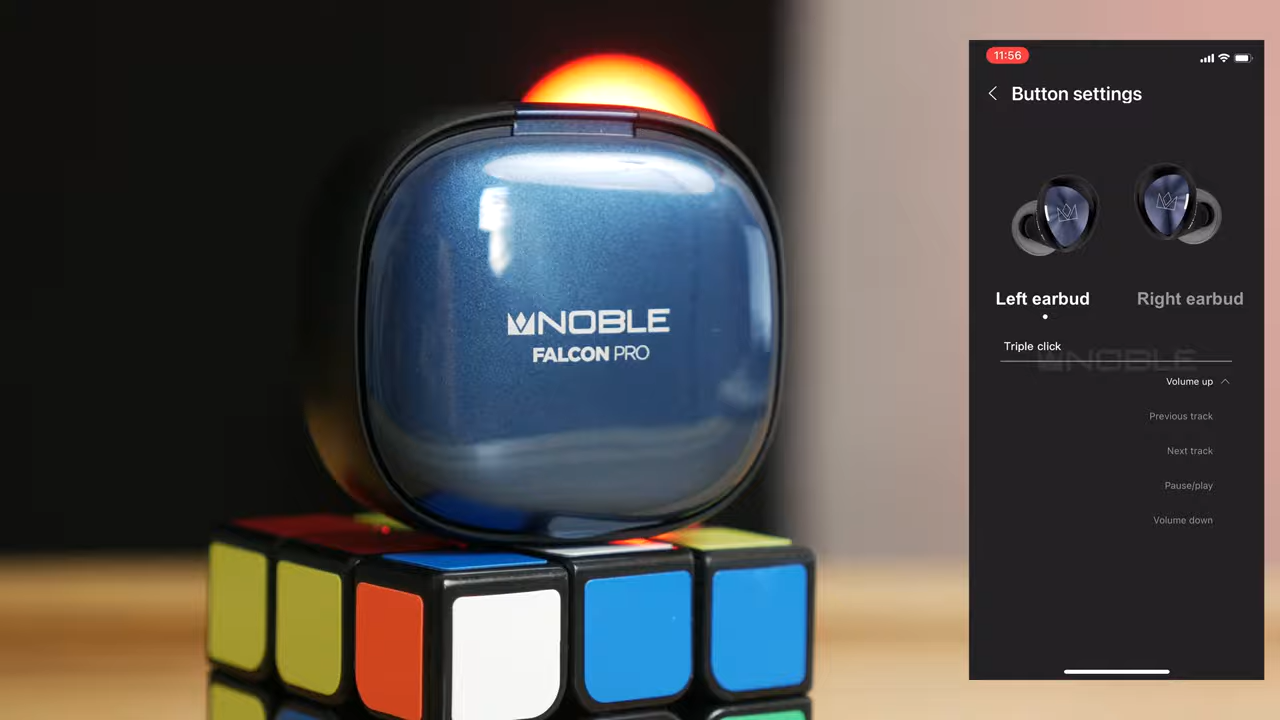 NOBLE
FALCON PRO
11:56
Button settings
Left earbud
Right earbud
Triple click
NOBLE
Volume up
Previous track
Next track
Pause/play
Volume down